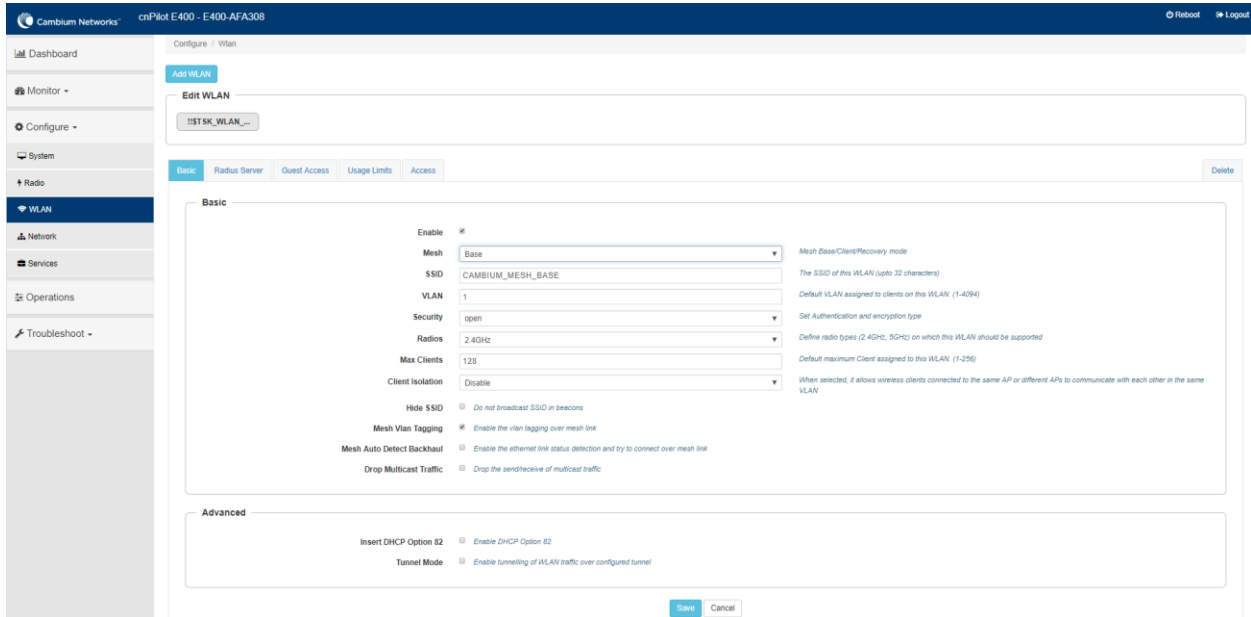 Cambium Networks™ cnPilot E400 - E400-AFA308 Reboot Logout
Dashboard
Monitor
Configure
System
Radio
WLAN
Network
Services
Operations
Troubleshoot
Configure / Wlan
Add WLAN
Edit WLAN
!!$TSK_WLAN_...
Basic Radius Server Guest Access Usage Limits Access Delete
Basic
Enable
Mesh Base Mesh Base/Client/Recovery mode
SSID CAMBIUM_MESH_BASE The SSID of this WLAN (upto 32 characters)
VLAN 1 Default VLAN assigned to clients on this WLAN. (1-4094)
Security open Set Authentication and encryption type
Radios 2.4GHz Define radio types (2.4GHz, 5GHz) on which this WLAN should be supported
Max Clients 128 Default maximum Client assigned to this WLAN. (1-256)
Client Isolation Disable When selected, it allows wireless clients connected to the same AP or different APs to communicate with each other in the same
VLAN
Hide SSID Do not broadcast SSID in beacons
Mesh Vlan Tagging Enable the vlan tagging over mesh link
Mesh Auto Detect Backhaul Enable the ethernet link status detection and try to connect over mesh link
Drop Multicast Traffic Drop the send/receive of multicast traffic
Advanced
Insert DHCP Option 82 Enable DHCP Option 82
Tunnel Mode Enable tunnelling of WLAN traffic over configured tunnel
Save Cancel